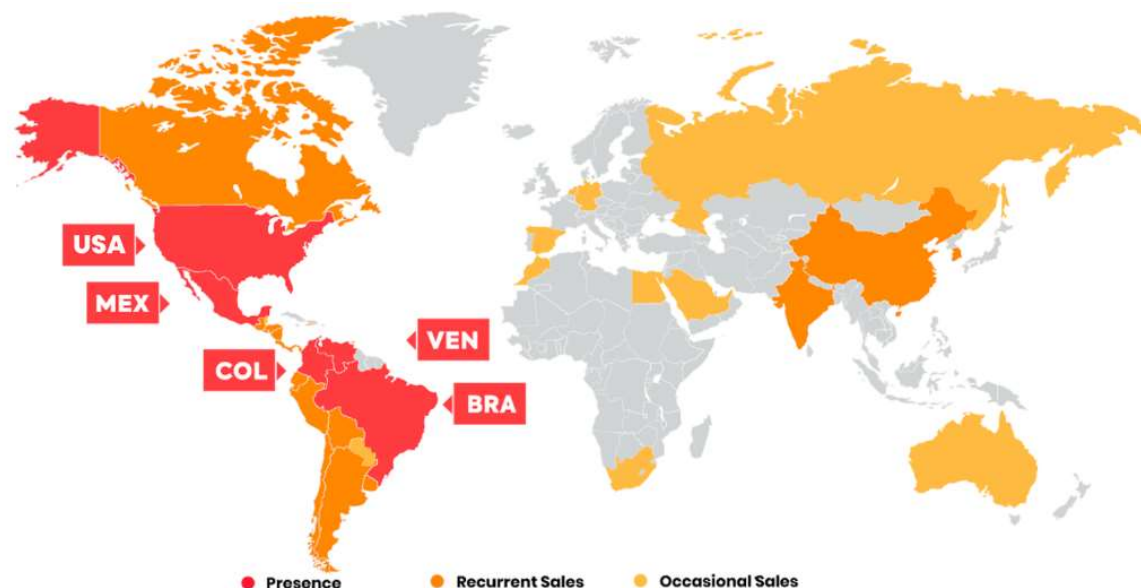 USA
MEX
VEN
COL
BRA
Presence Recurrent Sales Occasional Sales